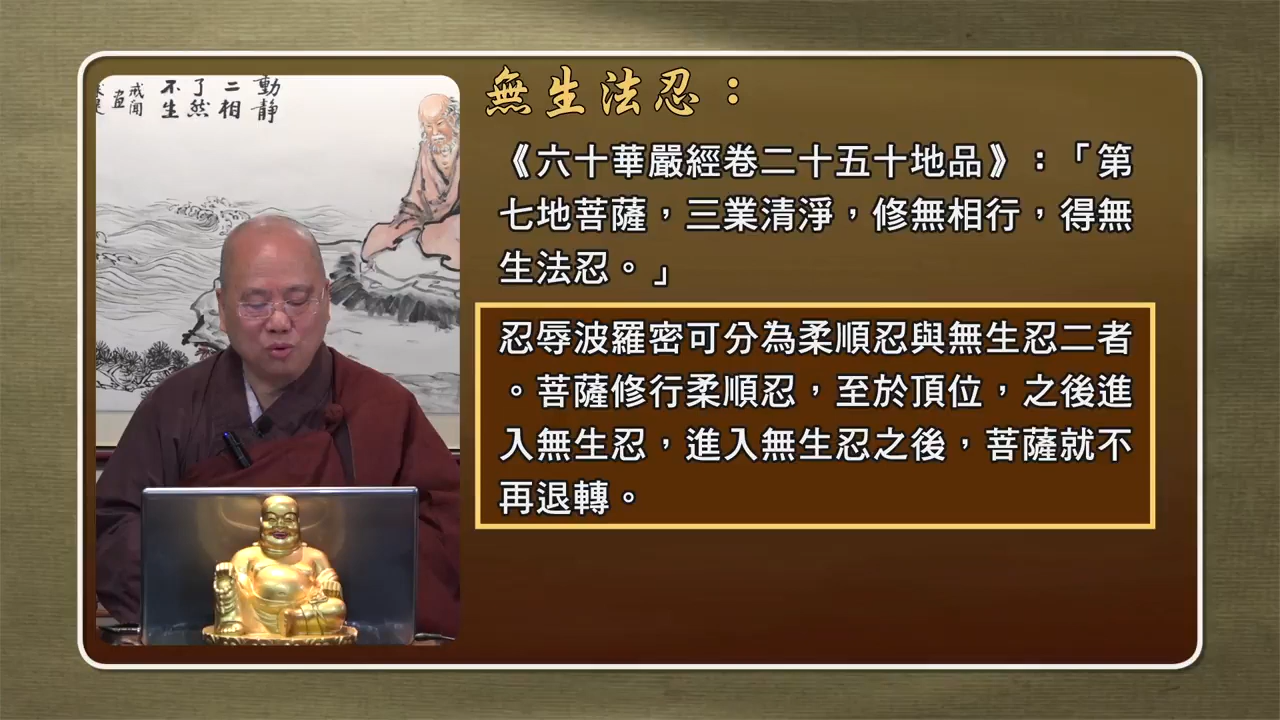 無生法忍：
《六十華嚴經卷二十五十地品》：「第
七地菩薩，三業清淨，修無相行，得無
生法忍。」
忍辱波羅密可分為柔順忍與無生忍二者
。菩薩修行柔順忍，至於頂位，之後進
入無生忍，進入無生忍之後，菩薩就不
再退轉。
動靜
二相
了然
不生
戒聞
畫